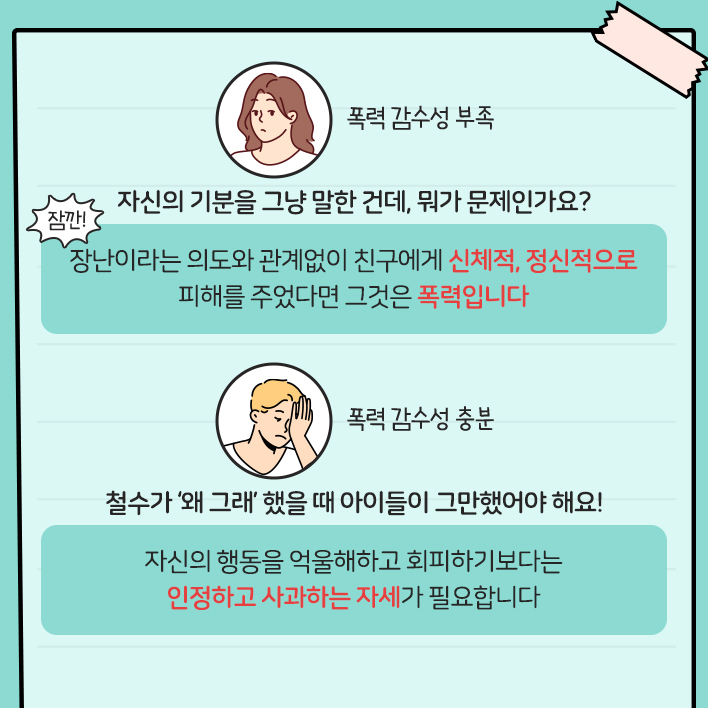 폭력 감수성 부족
자신의 기분을 그냥 말한 건데, 뭐가 문제인가요?
잠깐!
장난이라는 의도와 관계없이 친구에게 신체적, 정신적으로
피해를 주었다면 그것은 폭력입니다
폭력 감수성 충분
철수가 ‘왜 그래’ 했을 때 아이들이 그만했어야 해요!
자신의 행동을 억울해하고 회피하기보다는
인정하고 사과하는 자세가 필요합니다